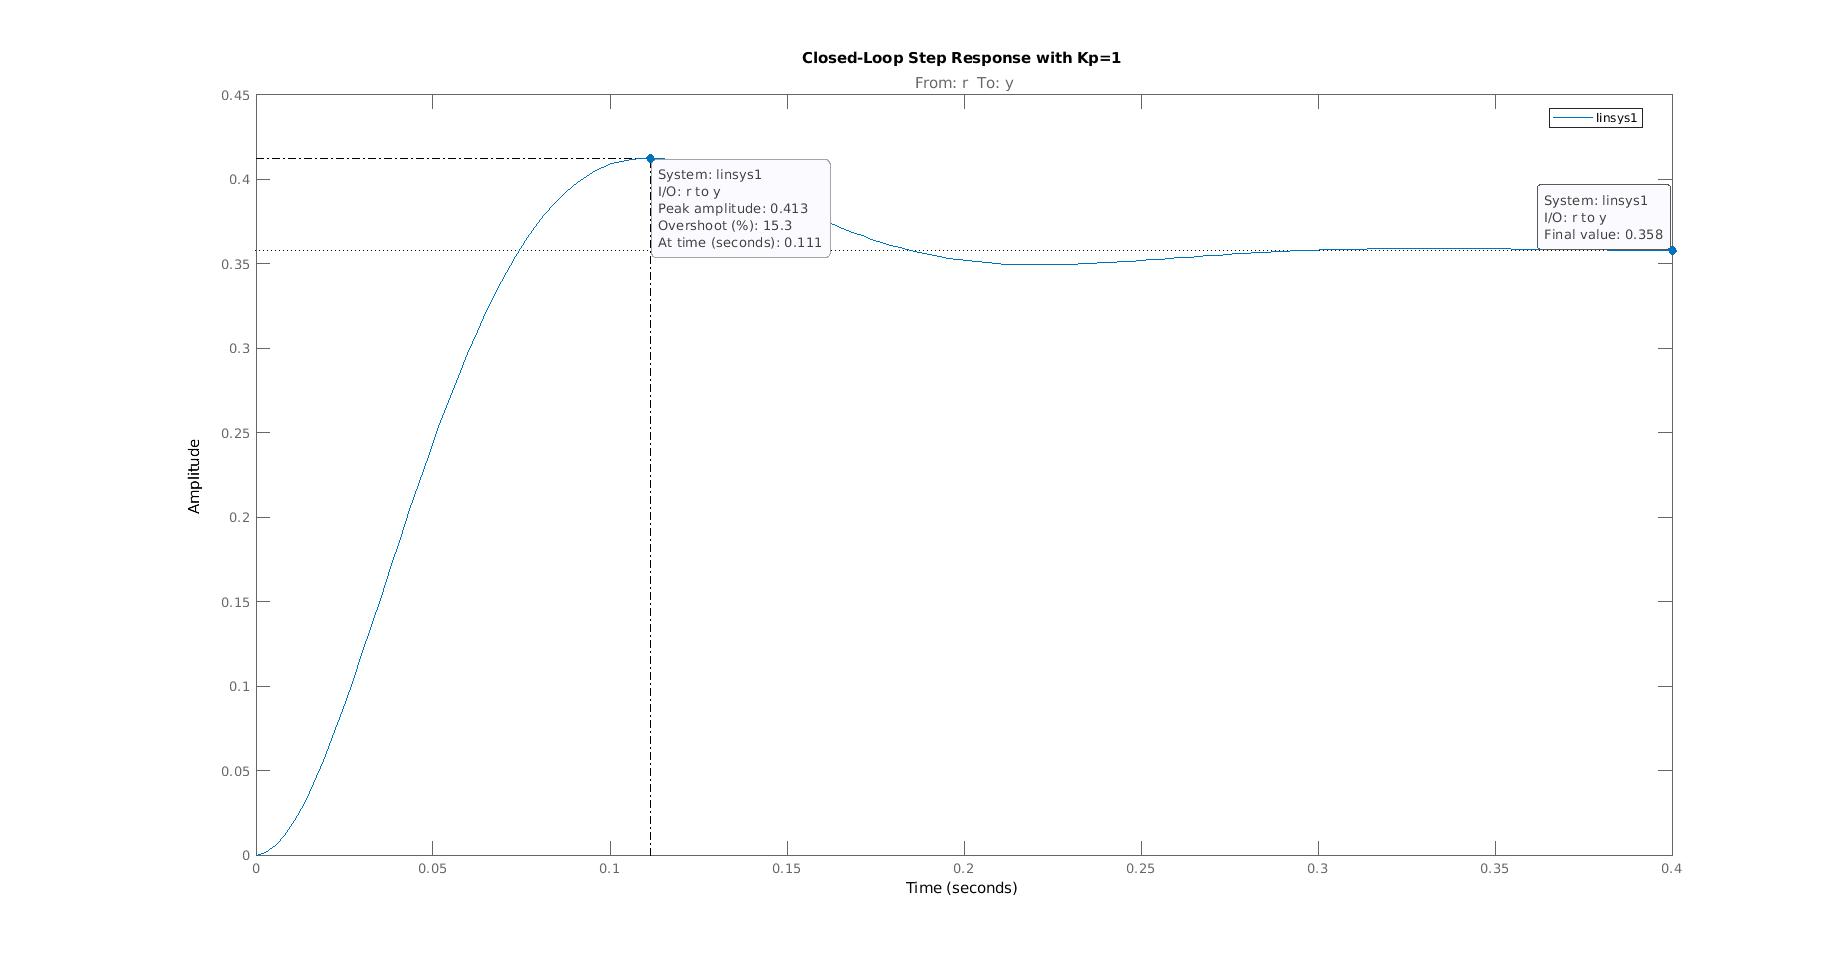 Closed-Loop Step Response with Kp=1
From: r  To: y
linsys1
System: linsys1
I/O: r to y
Peak amplitude: 0.413
Overshoot (%): 15.3
At time (seconds): 0.111
System: linsys1
I/O: r to y
Final value: 0.358
Amplitude
0.45
0.4
0.35
0.3
0.25
0.2
0.15
0.1
0.05
0
0 0.05 0.1 0.15 0.2 0.25 0.3 0.35 0.4
Time (seconds)